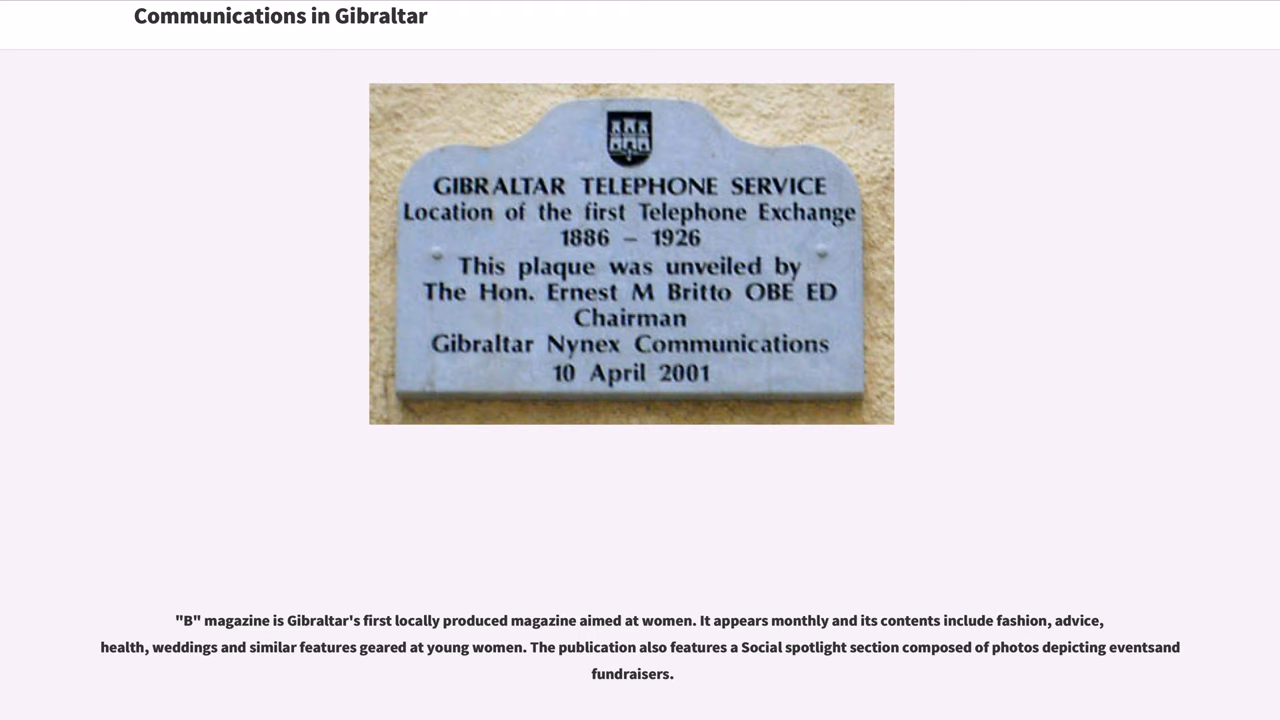 Communications in Gibraltar
GIBRALTAR TELEPHONE SERVICE
Location of the first Telephone Exchange
1886 – 1926
This plaque was unveiled by
The Hon. Ernest M Britto OBE ED
Chairman
Gibraltar Nynex Communications
10 April 2001
"B" magazine is Gibraltar's first locally produced magazine aimed at women. It appears monthly and its contents include fashion, advice,
health, weddings and similar features geared at young women. The publication also features a Social spotlight section composed of photos depicting eventsand
fundraisers.